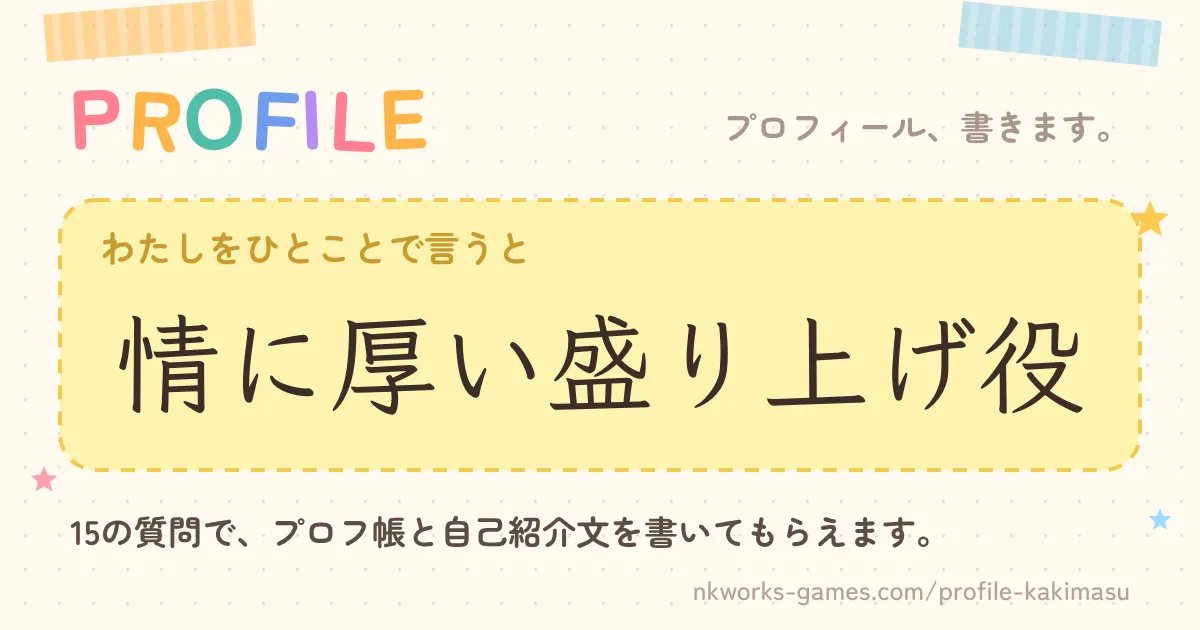 PROFILE
プロフィール、書きます。
わたしをひとことで言うと
情に厚い盛り上げ役
15の質問で、プロフ帳と自己紹介文を書いてもらえます。
nkworks-games.com/profile-kakimasu